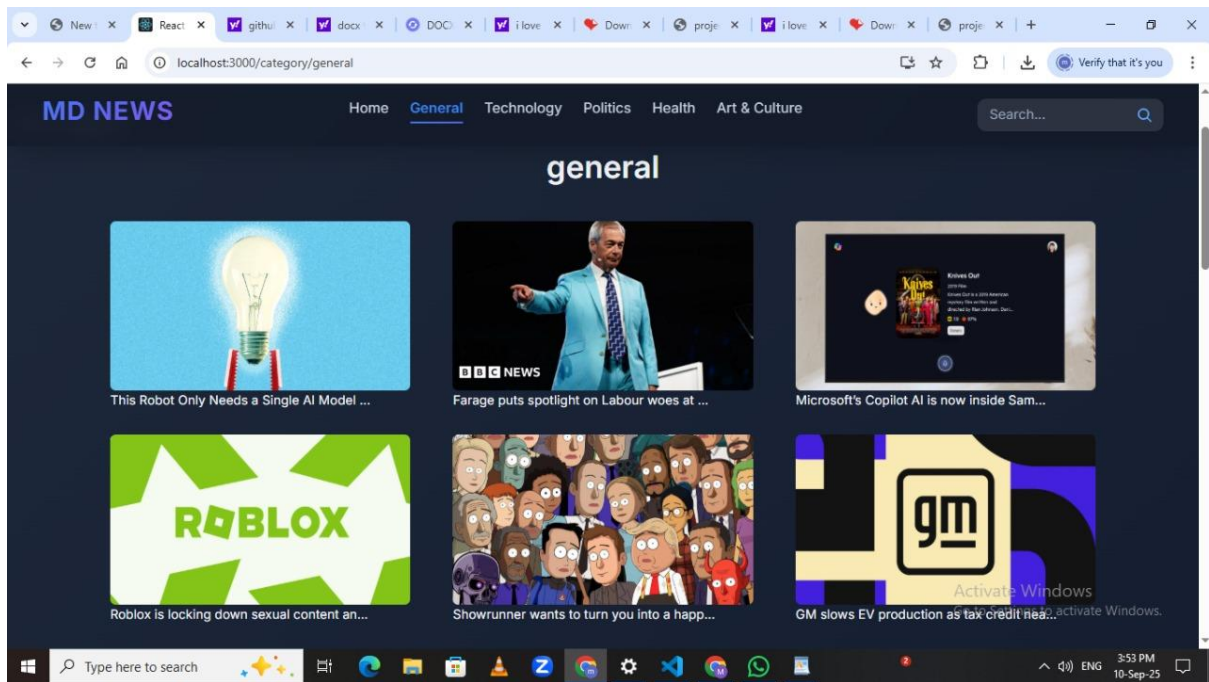 New t
React
githu
docx
DOC
i love
Down
proje
i love
Down
proje
localhost:3000/category/general
Verify that it's you
MD NEWS
Home General Technology Politics Health Art & Culture
Search...
general
BBC NEWS
Knives Out
This Robot Only Needs a Single AI Model ...
Farage puts spotlight on Labour woes at ...
Microsoft's Copilot AI is now inside Sam...
ROBLOX
gm
Roblox is locking down sexual content an...
Showrunner wants to turn you into a happ...
GM slows EV production as tax credit nea...
Activate Windows
Go to Settings to activate Windows.
Type here to search
2
ENG
3:53 PM
10-Sep-25